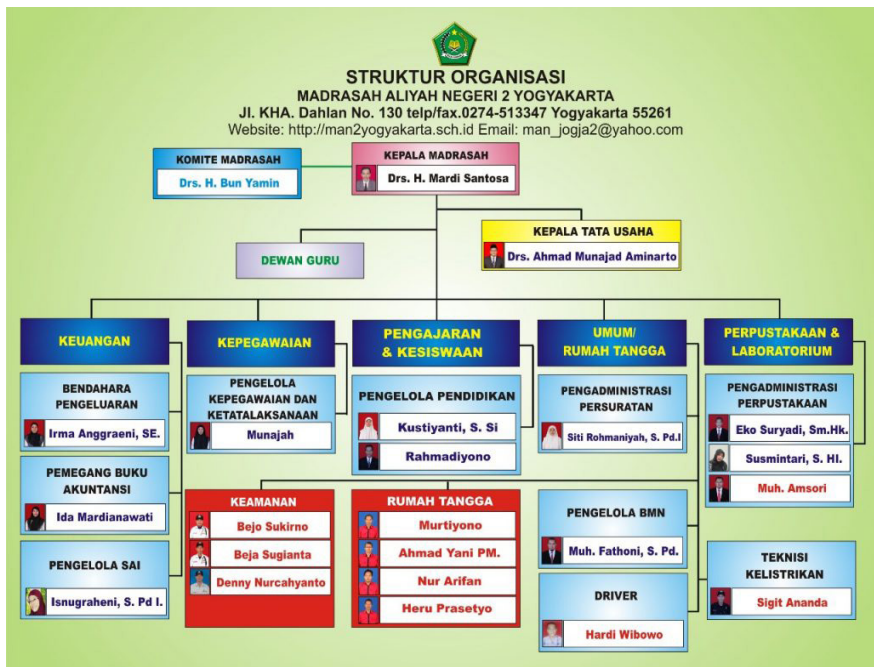 STRUKTUR ORGANISASI
MADRASAH ALIYAH NEGERI 2 YOGYAKARTA
Jl. KHA. Dahlan No. 130 telp/fax.0274-513347 Yogyakarta 55261
Website: http://man2yogyakarta.sch.id Email: man_jogja2@yahoo.com
KOMITE MADRASAH
Drs. H. Bun Yamin
KEPALA MADRASAH
Drs. H. Mardi Santosa
DEWAN GURU
KEPALA TATA USAHA
Drs. Ahmad Munajad Aminarto
KEUANGAN
BENDAHARA
PENGELUARAN
Irma Anggraeni, SE.
PEMEGANG BUKU
AKUNTANSI
Ida Mardianawati
PENGELOLA SAI
Isnugraheni, S. Pd I.
KEPEGAWAIAN
PENGELOLA
KEPEGAWAIAN DAN
KETATALAKSANAAN
Munajah
PENGAJARAN
& KESISWAAN
PENGELOLA PENDIDIKAN
Kustiyanti, S. Si
Rahmadiyono
UMUM/
RUMAH TANGGA
PENGADMINISTRASI
PERSURATAN
Siti Rohmaniyah, S. Pd.I
KEAMANAN
Bejo Sukirno
Beja Sugianta
Denny Nurcahyanto
RUMAH TANGGA
Murtiyono
Ahmad Yani PM.
Nur Arifan
Heru Prasetyo
PENGELOLA BMN
Muh. Fathoni, S. Pd.
DRIVER
Hardi Wibowo
TEKNISI
KELISTRIKAN
Sigit Ananda
PERPUSTAKAAN &
LABORATORIUM
PENGADMINISTRASI
PERPUSTAKAAN
Eko Suryadi, Sm.Hk.
Susmintari, S. HI.
Muh. Amsori